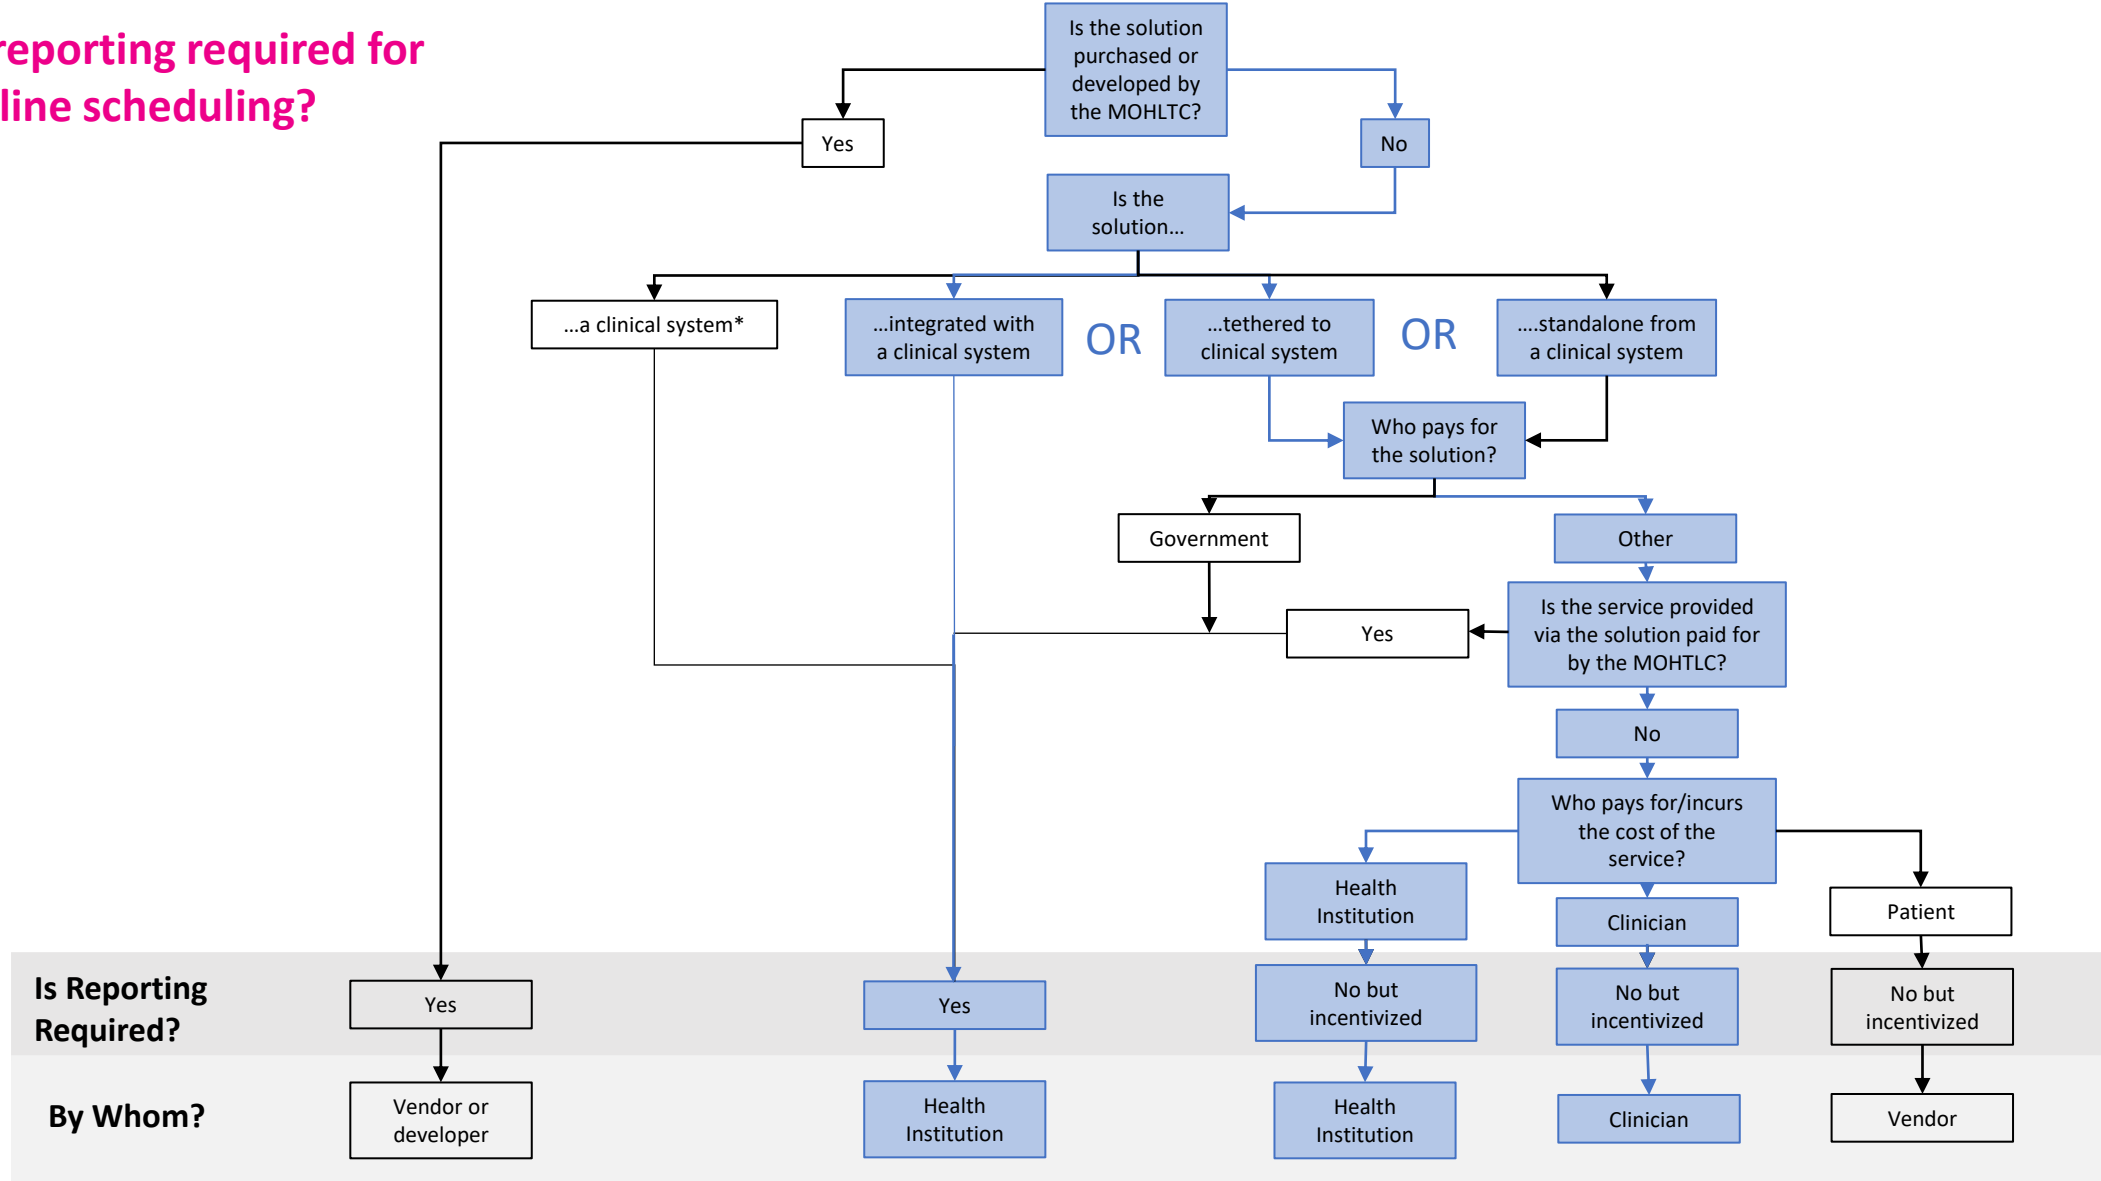 reporting required for
line scheduling?
Is the solution
purchased or
developed by
the MOHLTC?
Yes
No
Is the
solution...
...a clinical system*
...integrated with
a clinical system
OR
...tethered to
clinical system
OR
....standalone from
a clinical system
Who pays for
the solution?
Government
Other
Is the service provided
via the solution paid for
by the MOHTLC?
Yes
No
Who pays for/incurs
the cost of the
service?
Health
Institution
Clinician
Patient
Is Reporting
Required?
Yes
Yes
No but
incentivized
No but
incentivized
No but
incentivized
By Whom?
Vendor or
developer
Health
Institution
Health
Institution
Clinician
Vendor